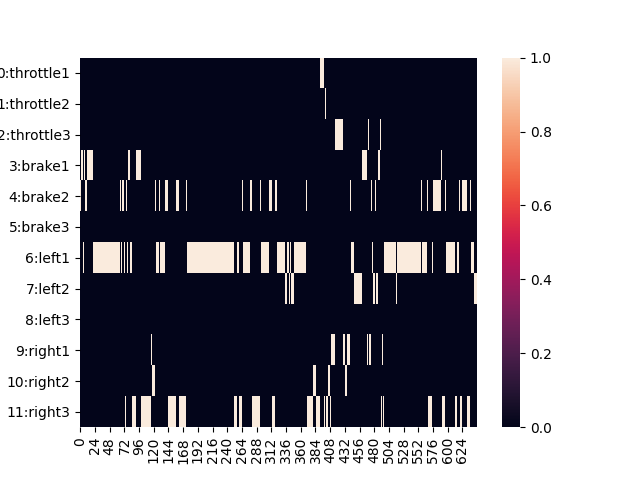 0:throttle1
1:throttle2
2:throttle3
3:brake1
4:brake2
5:brake3
6:left1
7:left2
8:left3
9:right1
10:right2
11:right3
0 24 48 72 96 120 144 168 192 216 240 264 288 312 336 360 384 408 432 456 480 504 528 552 576 600 624
1.0
0.8
0.6
0.4
0.2
0.0